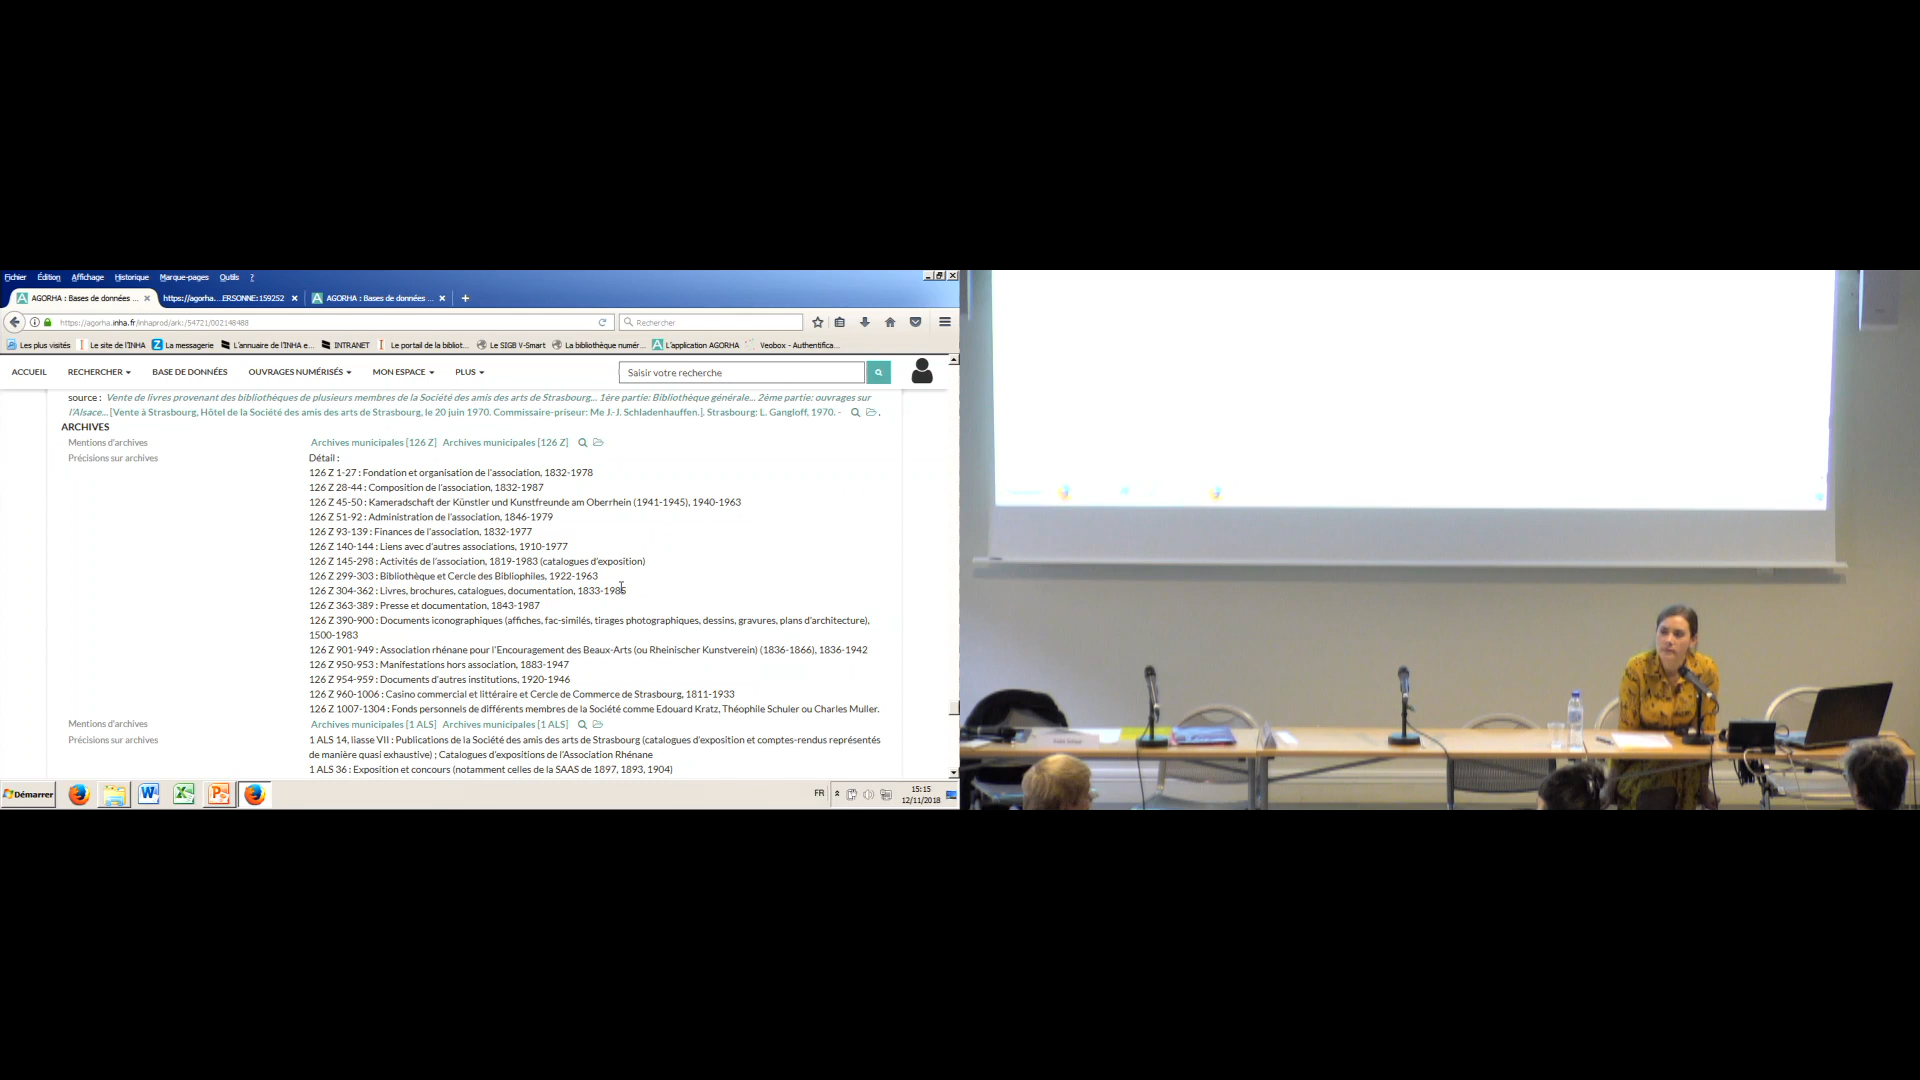 Fichier Édition Affichage Historique Marque-pages Outils ?
AGORHA : Bases de données ... https://agorha....ERSONNE:159252 AGORHA : Bases de données ...
https://agorha.inha.fr/inhaprod/ark:/54721/002148488 Rechercher
Les plus visités Le site de l'INHA La messagerie L'annuaire de l'INHA e... INTRANET Le portail de la bibliot... Le SIGB V-Smart La bibliothèque numér... L'application AGORHA Veobox - Authentifica...
ACCUEIL RECHERCHER BASE DE DONNÉES OUVRAGES NUMÉRISÉS MON ESPACE PLUS Saisir votre recherche
source : Vente de livres provenant des bibliothèques de plusieurs membres de la Société des amis des arts de Strasbourg... 1ère partie: Bibliothèque générale... 2ème partie: ouvrages sur
l'Alsace... [Vente à Strasbourg, Hôtel de la Société des amis des arts de Strasbourg, le 20 juin 1970. Commissaire-priseur: Me J.-J. Schladenhauffen.]. Strasbourg: L. Gangloff, 1970. - .
ARCHIVES
Mentions d'archives Archives municipales [126 Z] Archives municipales [126 Z]
Précisions sur archives Détail :
126 Z 1-27 : Fondation et organisation de l'association, 1832-1978
126 Z 28-44 : Composition de l'association, 1832-1987
126 Z 45-50 : Kameradschaft der Künstler und Kunstfreunde am Oberrhein (1941-1945), 1940-1963
126 Z 51-92 : Administration de l'association, 1846-1979
126 Z 93-139 : Finances de l'association, 1832-1977
126 Z 140-144 : Liens avec d'autres associations, 1910-1977
126 Z 145-298 : Activités de l'association, 1819-1983 (catalogues d'exposition)
126 Z 299-303 : Bibliothèque et Cercle des Bibliophiles, 1922-1963
126 Z 304-362 : Livres, brochures, catalogues, documentation, 1833-1985
126 Z 363-389 : Presse et documentation, 1843-1987
126 Z 390-900 : Documents iconographiques (affiches, fac-similés, tirages photographiques, dessins, gravures, plans d'architecture),
1500-1983
126 Z 901-949 : Association rhénane pour l'Encouragement des Beaux-Arts (ou Rheinischer Kunstverein) (1836-1866), 1836-1942
126 Z 950-953 : Manifestations hors association, 1883-1947
126 Z 954-959 : Documents d'autres institutions, 1920-1946
126 Z 960-1006 : Casino commercial et littéraire et Cercle de Commerce de Strasbourg, 1811-1933
126 Z 1007-1304 : Fonds personnels de différents membres de la Société comme Edouard Kratz, Théophile Schuler ou Charles Muller.
Mentions d'archives Archives municipales [1 ALS] Archives municipales [1 ALS]
Précisions sur archives 1 ALS 14, liasse VII : Publications de la Société des amis des arts de Strasbourg (catalogues d'exposition et comptes-rendus représentés
de manière quasi exhaustive) ; Catalogues d'expositions de l'Association Rhénane
1 ALS 36 : Exposition et concours (notamment celles de la SAAS de 1897, 1893, 1904)
Démarrer FR 15:15
12/11/2018